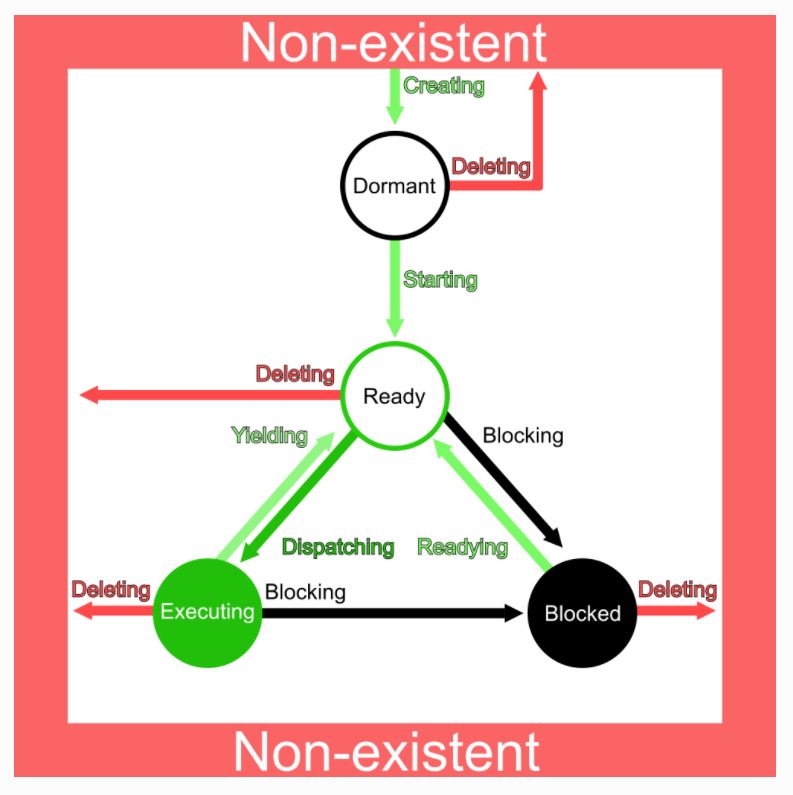 Non-existent
Creating
Deleting
Dormant
Starting
Deleting
Ready
Yielding
Blocking
Dispatching
Readying
Deleting
Executing
Blocking
Blocked
Deleting
Non-existent